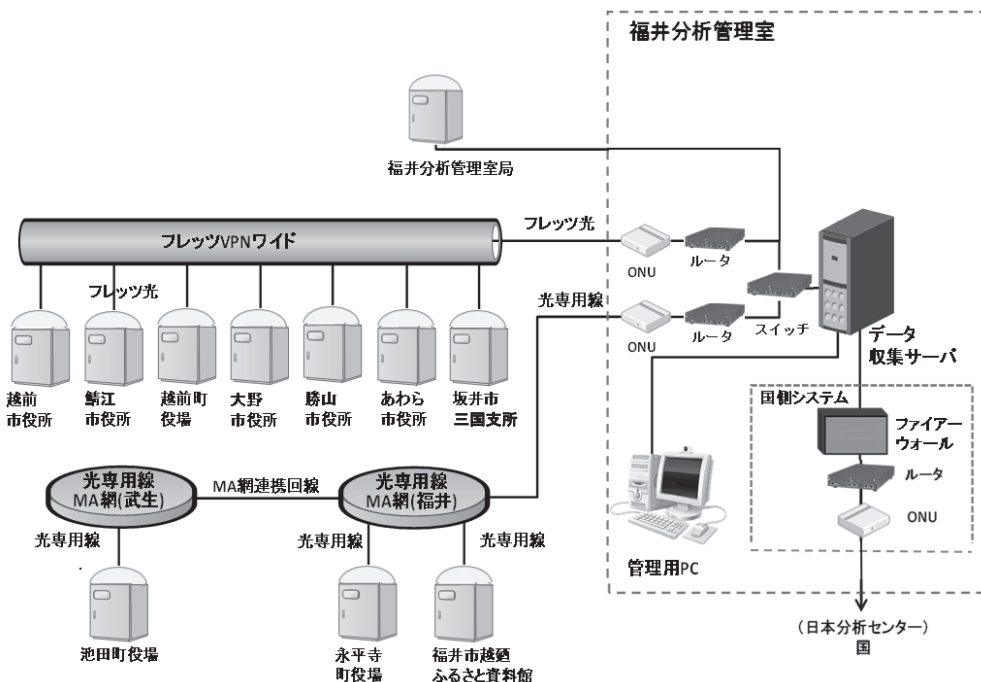 福井分析管理室
福井分析管理室局
フレッツVPNワイド
フレッツ光
ONU
ルータ
フレッツ光
光専用線
ONU
ルータ
スイッチ
データ
収集サーバ
越前
市役所
鯖江
市役所
越前町
役場
大野
市役所
勝山
市役所
あわら
市役所
坂井市
三国支所
国側システム
ファイアー
ウォール
ルータ
ONU
光専用線
MA網(武生)
MA網連携回線
光専用線
MA網(福井)
光専用線
光専用線
光専用線
管理用PC
池田町役場
永平寺
町役場
福井市越廼
ふるさと資料館
(日本分析センター)
国